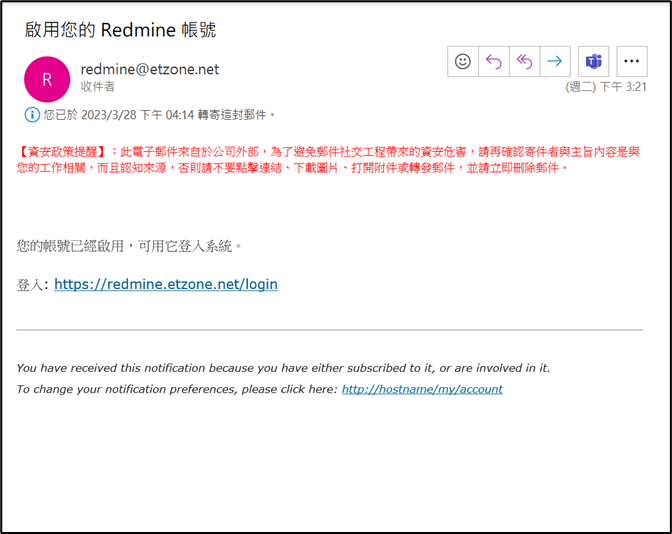 啟用您的 Redmine 帳號
R
redmine@etzone.net
收件者
(週二) 下午 3:21
您已於 2023/3/28 下午 04:14 轉寄這封郵件。
【資安政策提醒】：此電子郵件來自於公司外部，為了避免郵件社交工程帶來的資安危害，請再確認寄件者與主旨內容是與
您的工作相關，而且認知來源，否則請不要點擊連結、下載圖片、打開附件或轉發郵件，並請立即刪除郵件。
您的帳號已經啟用，可用它登入系統。
登入: https://redmine.etzone.net/login
You have received this notification because you have either subscribed to it, or are involved in it.
To change your notification preferences, please click here: http://hostname/my/account